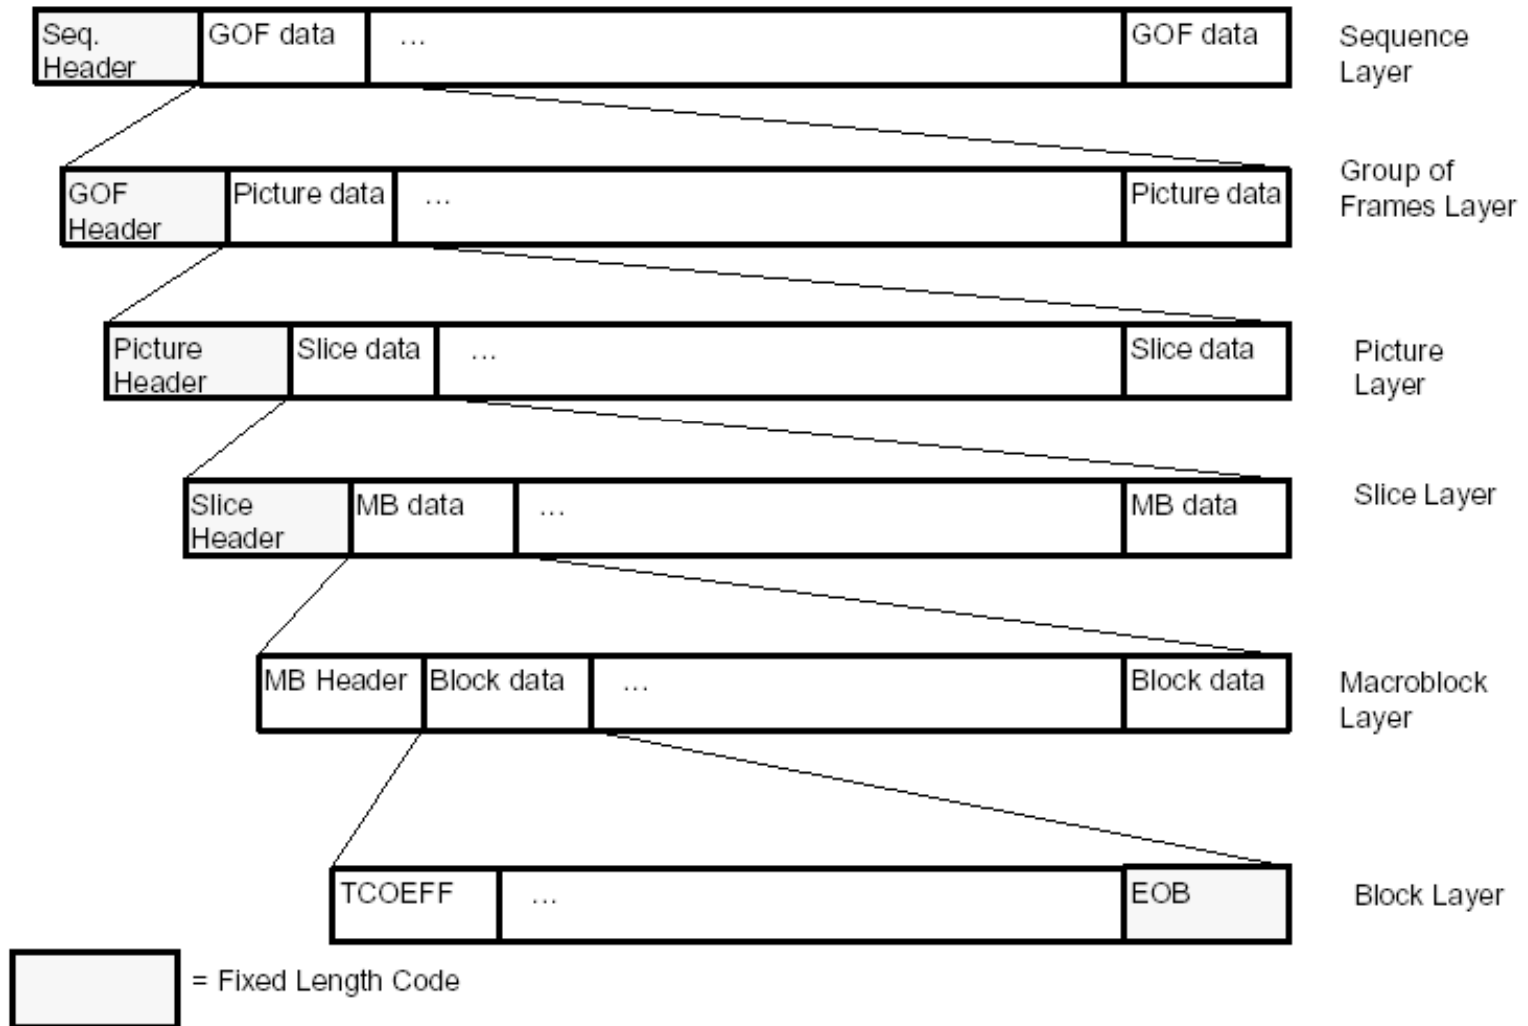 Seq. Header
GOF data
...
GOF data
Sequence Layer
GOF Header
Picture data
...
Picture data
Group of Frames Layer
Picture Header
Slice data
...
Slice data
Picture Layer
Slice Header
MB data
...
MB data
Slice Layer
MB Header
Block data
...
Block data
Macroblock Layer
TCOEFF
...
EOB
Block Layer
= Fixed Length Code